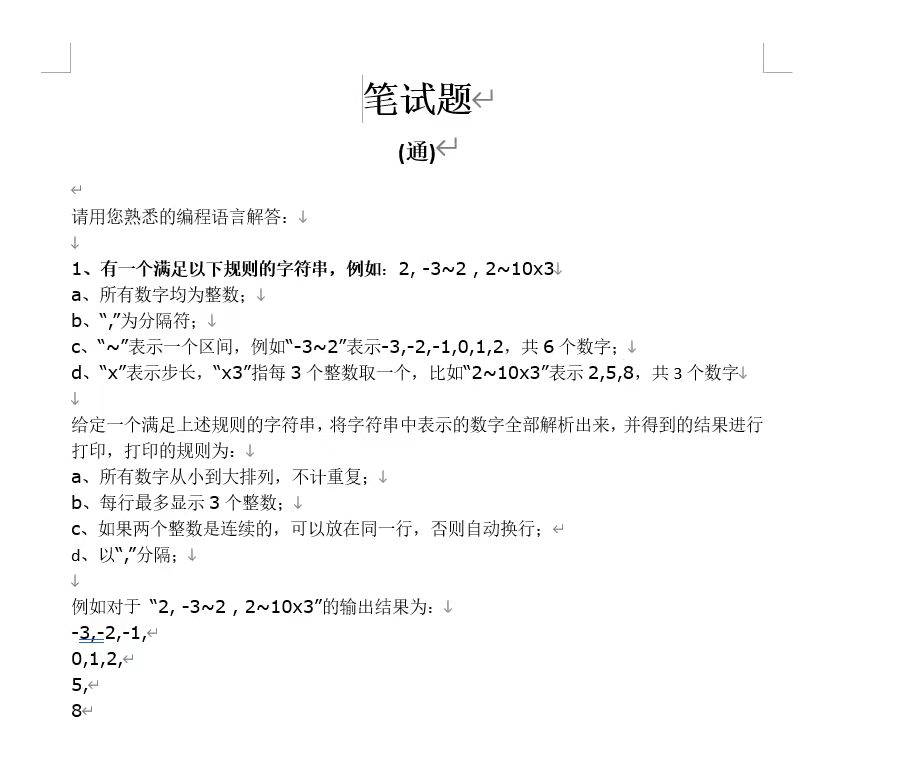 笔试题
(通)
请用您熟悉的编程语言解答：
1、有一个满足以下规则的字符串，例如：2, -3~2 , 2~10x3
a、所有数字均为整数；
b、“,”为分隔符；
c、“~”表示一个区间，例如“-3~2”表示-3,-2,-1,0,1,2，共 6 个数字；
d、“x”表示步长，“x3”指每 3 个整数取一个，比如“2~10x3”表示 2,5,8，共 3 个数字
给定一个满足上述规则的字符串，将字符串中表示的数字全部解析出来，并得到的结果进行
打印，打印的规则为：
a、所有数字从小到大排列，不计重复；
b、每行最多显示 3 个整数；
c、如果两个整数是连续的，可以放在同一行，否则自动换行；
d、以“,”分隔；
例如对于 “2, -3~2 , 2~10x3”的输出结果为：
-3,-2,-1,
0,1,2,
5,
8